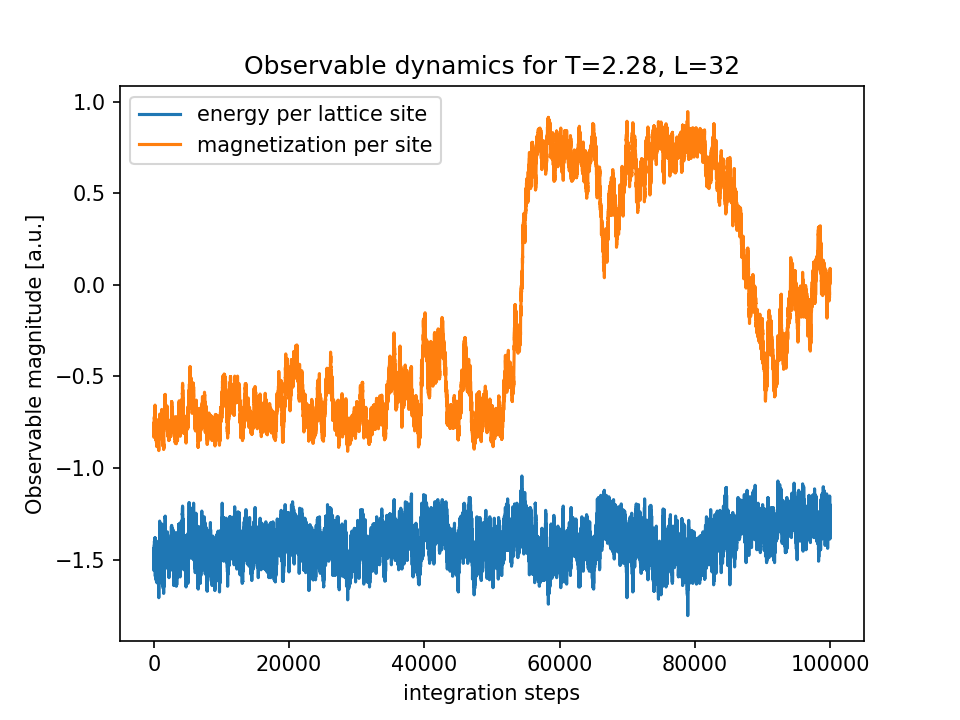 Observable dynamics for T=2.28, L=32
energy per lattice site
magnetization per site
Observable magnitude [a.u.]
1.0
0.5
0.0
−0.5
−1.0
−1.5
0 20000 40000 60000 80000 100000
integration steps